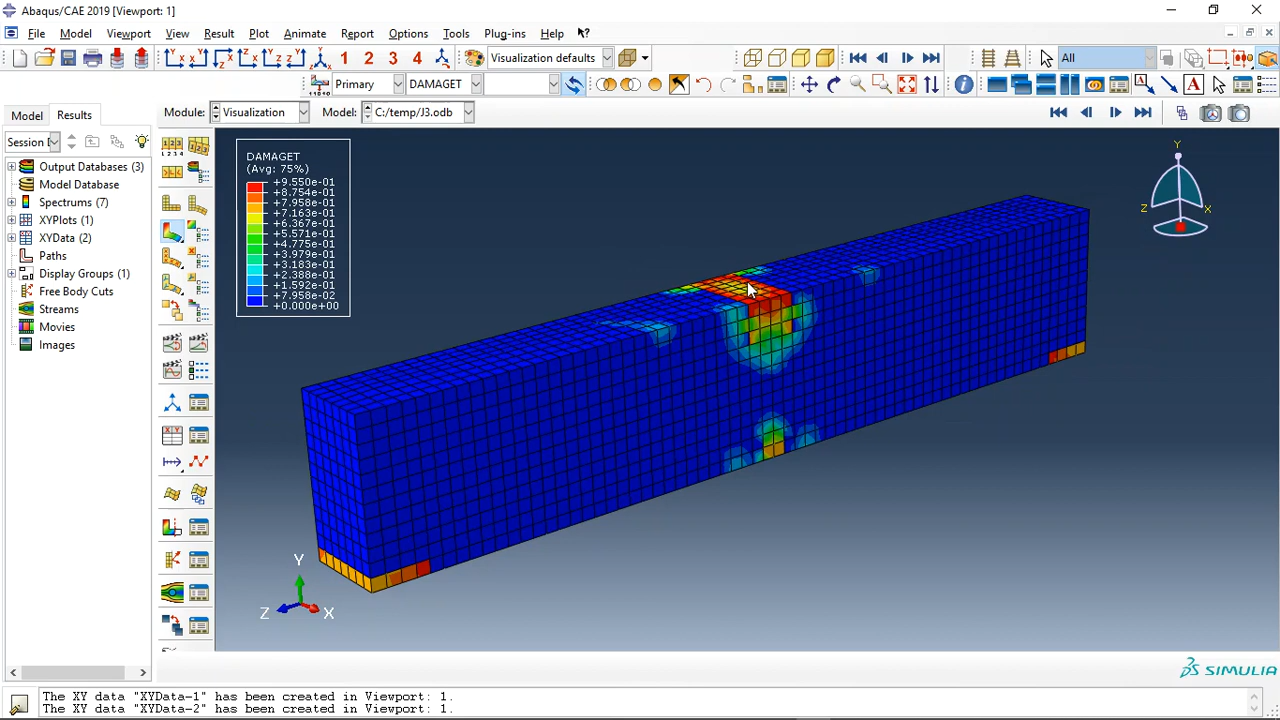 Abaqus/CAE 2019 [Viewport: 1]
File Model Viewport View Result Plot Animate Report Options Tools Plug-ins Help
1 2 3 4 Visualization defaults All
Primary DAMAGET
Model Results Module: Visualization Model: C:/temp/J3.odb
Session D
Output Databases (3)
Model Database
Spectrums (7)
XYPlots (1)
XYData (2)
Paths
Display Groups (1)
Free Body Cuts
Streams
Movies
Images
DAMAGET
(Avg: 75%)
+9.550e-01
+8.754e-01
+7.958e-01
+7.163e-01
+6.367e-01
+5.571e-01
+4.775e-01
+3.979e-01
+3.183e-01
+2.388e-01
+1.592e-01
+7.958e-02
+0.000e+00
Y
Z X
Y
Z X
SIMULIA
The XY data "XYData-1" has been created in Viewport: 1.
The XY data "XYData-2" has been created in Viewport: 1.